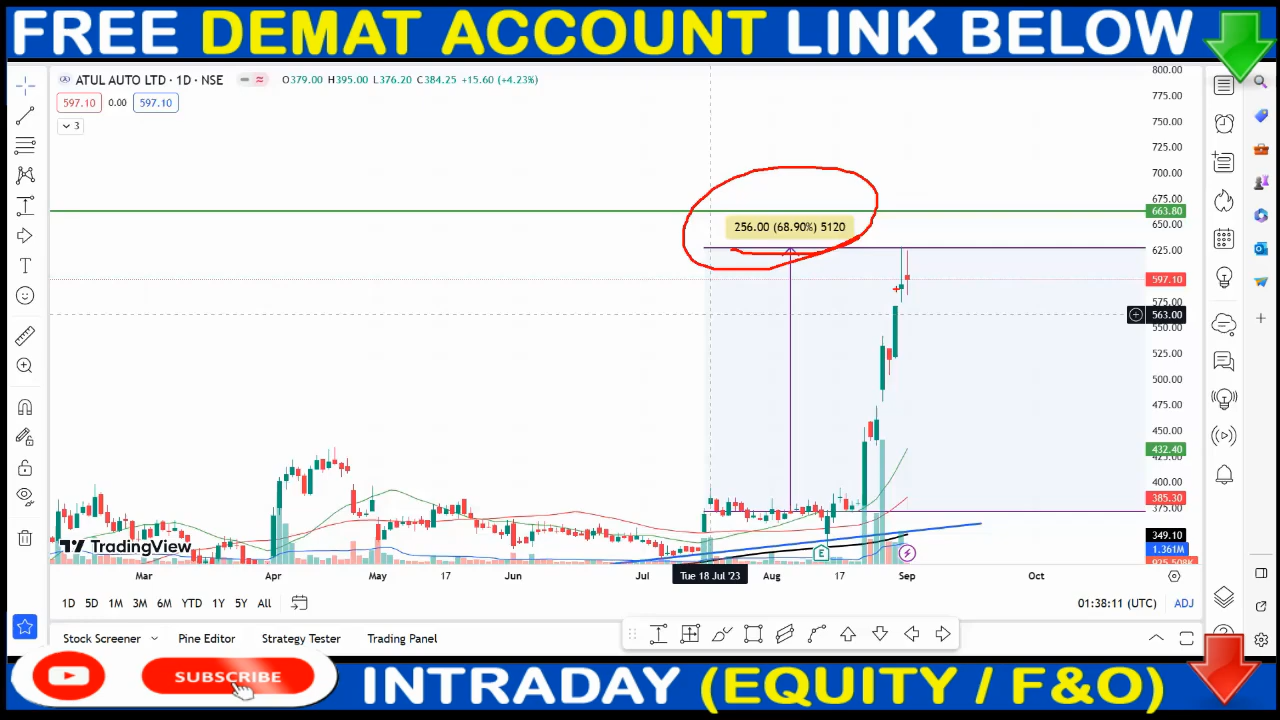 FREE DEMAT ACCOUNT LINK BELOW
ATUL AUTO LTD · 1D · NSE
O379.00 H395.00 L376.20 C384.25 +15.60 (+4.23%)
597.10 0.00 597.10
3
256.00 (68.90%) 5120
800.00
775.00
750.00
725.00
700.00
675.00
663.80
650.00
625.00
597.10
575.00
563.00
550.00
525.00
500.00
475.00
450.00
432.40
400.00
385.30
375.00
349.10
1.361M
TradingView
E
Mar Apr May 17 Jun Jul Tue 18 Jul '23 Aug 17 Sep Oct
1D 5D 1M 3M 6M YTD 1Y 5Y All
01:38:11 (UTC) ADJ
Stock Screener Pine Editor Strategy Tester Trading Panel
SUBSCRIBE
INTRADAY (EQUITY / F&O)